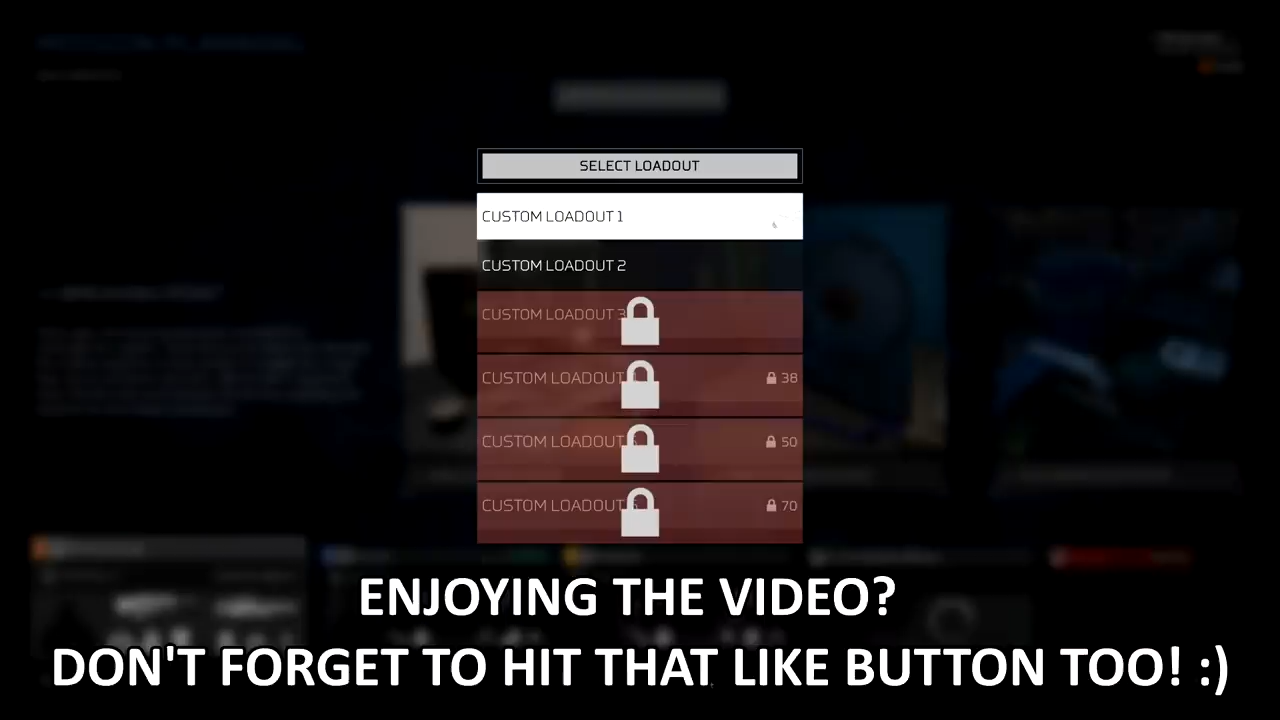 SELECT LOADOUT
CUSTOM LOADOUT 1
CUSTOM LOADOUT 2
CUSTOM LOADOUT 3
CUSTOM LOADOUT 38
CUSTOM LOADOUT 50
CUSTOM LOADOUT 70
ENJOYING THE VIDEO?
DON'T FORGET TO HIT THAT LIKE BUTTON TOO! :)